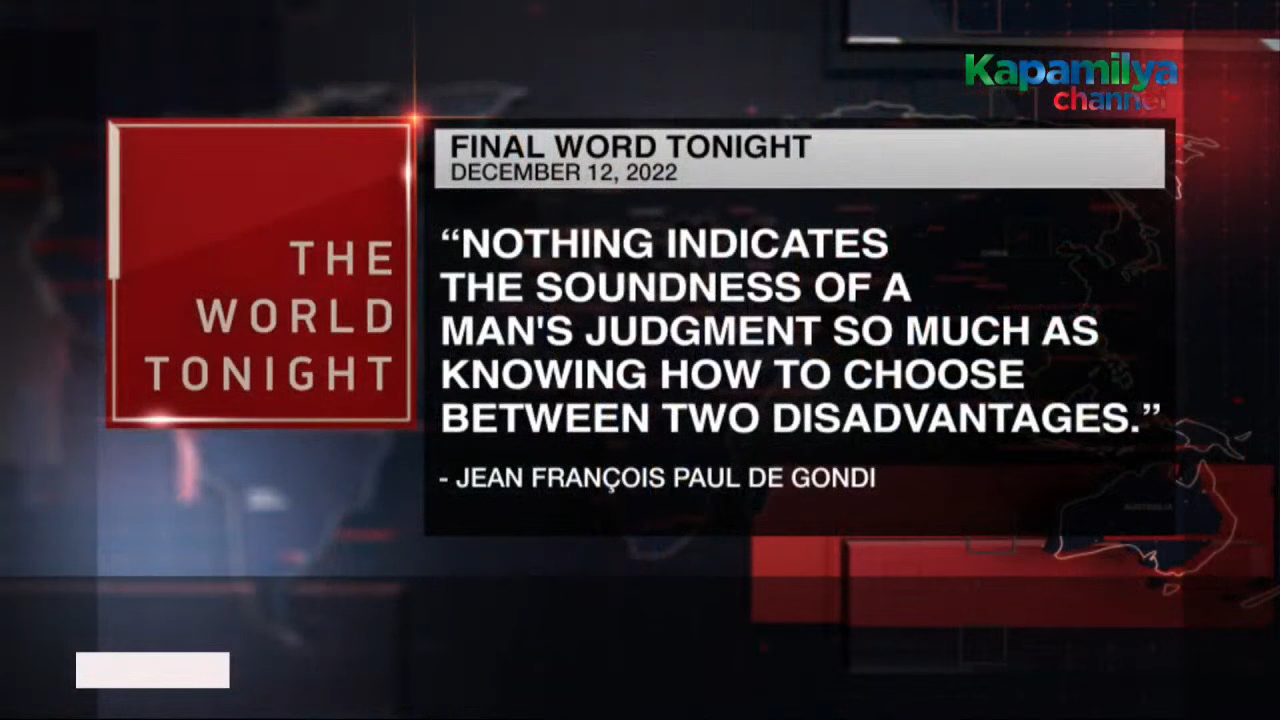 Kapamilya
channel
FINAL WORD TONIGHT
DECEMBER 12, 2022
THE
WORLD
TONIGHT
“NOTHING INDICATES
THE SOUNDNESS OF A
MAN'S JUDGMENT SO MUCH AS
KNOWING HOW TO CHOOSE
BETWEEN TWO DISADVANTAGES.”
- JEAN FRANÇOIS PAUL DE GONDI
AUSTRALIA